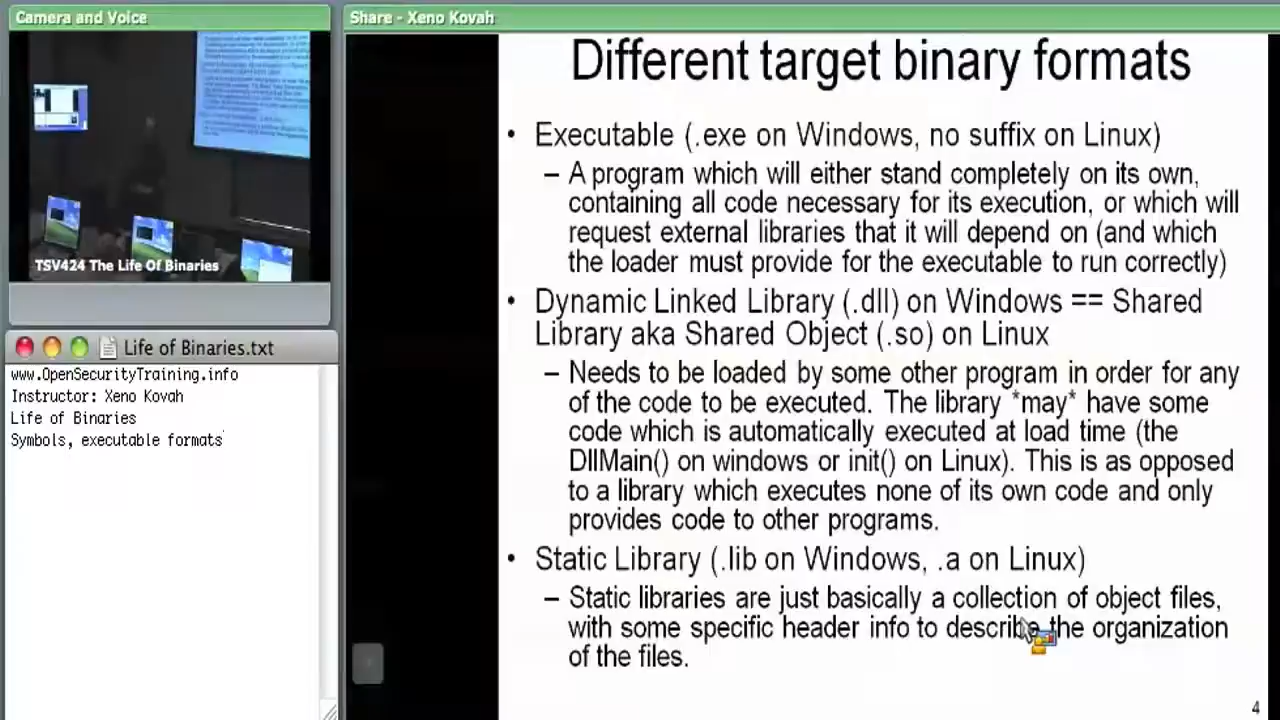 Camera and Voice
TSV424 The Life Of Binaries
Life of Binaries.txt
www.OpenSecurityTraining.info
Instructor: Xeno Kovah
Life of Binaries
Symbols, executable formats
Share - Xeno Kovah
Different target binary formats
• Executable (.exe on Windows, no suffix on Linux)
– A program which will either stand completely on its own,
containing all code necessary for its execution, or which will
request external libraries that it will depend on (and which
the loader must provide for the executable to run correctly)
• Dynamic Linked Library (.dll) on Windows == Shared
Library aka Shared Object (.so) on Linux
– Needs to be loaded by some other program in order for any
of the code to be executed. The library *may* have some
code which is automatically executed at load time (the
DllMain() on windows or init() on Linux). This is as opposed
to a library which executes none of its own code and only
provides code to other programs.
• Static Library (.lib on Windows, .a on Linux)
– Static libraries are just basically a collection of object files,
with some specific header info to describe the organization
of the files.
4